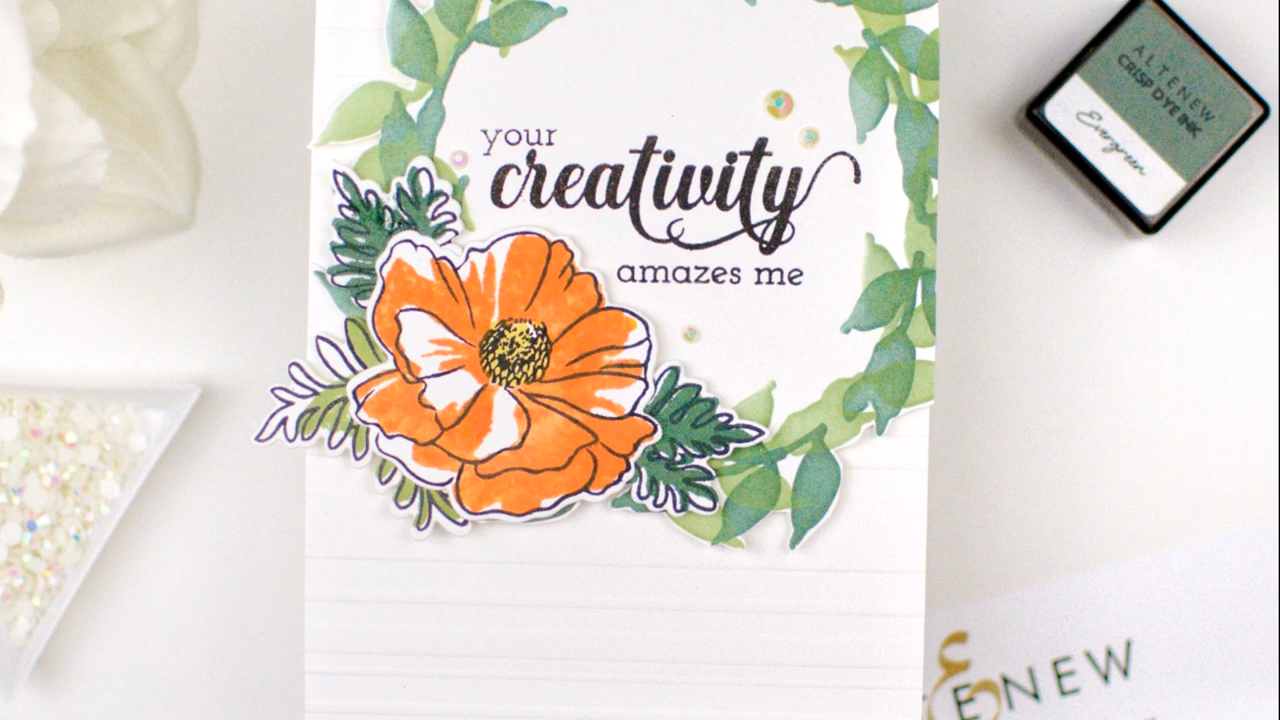 your
creativity
amazes me
ALTENEW
CRISP DYE INK
Evergreen
ENEW